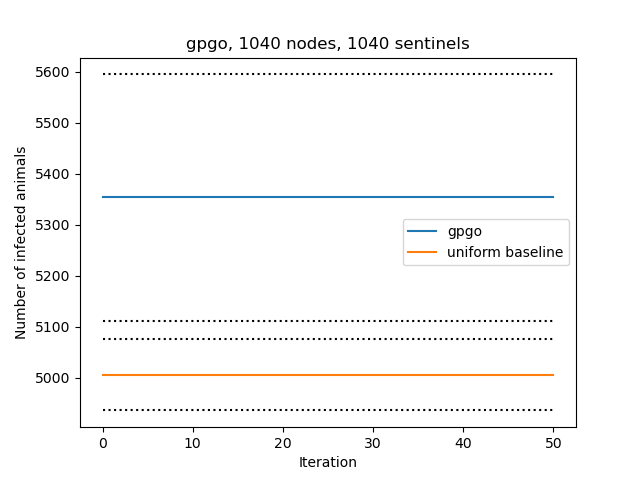 gpgo, 1040 nodes, 1040 sentinels
Number of infected animals
5600
5500
5400
5300
5200
5100
5000
gpgo
uniform baseline
0 10 20 30 40 50
Iteration